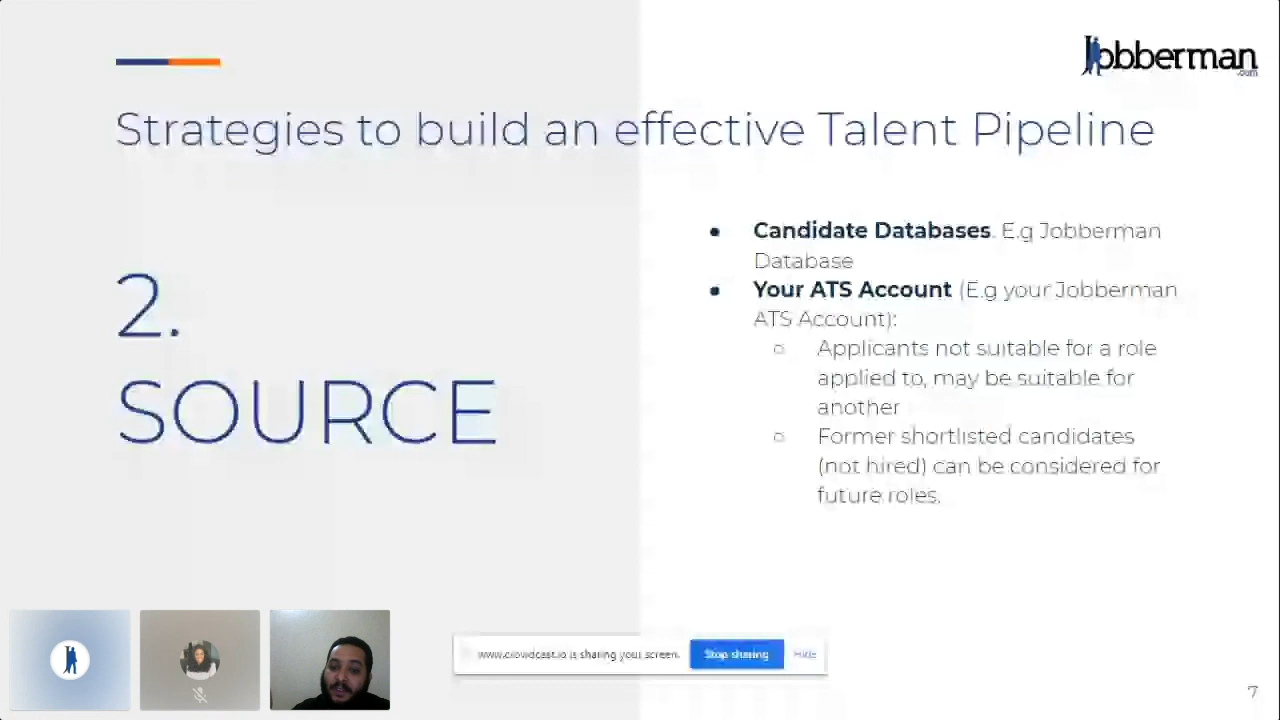 Jobberman
.com
Strategies to build an effective Talent Pipeline
2.
SOURCE
● Candidate Databases. E.g Jobberman
Database
● Your ATS Account (E.g your Jobberman
ATS Account):
○ Applicants not suitable for a role
applied to, may be suitable for
another
○ Former shortlisted candidates
(not hired) can be considered for
future roles.
www.crowdcast.io is sharing your screen.
Stop sharing
Hide
7